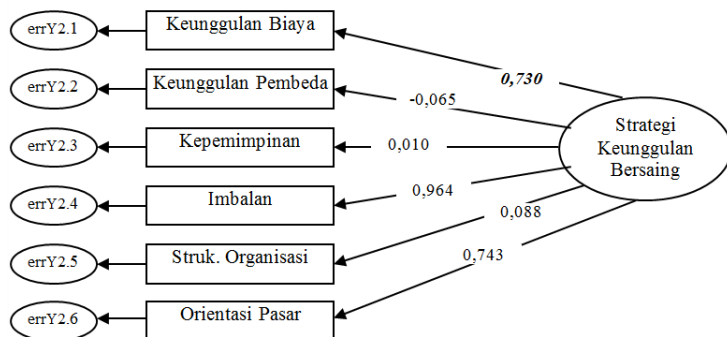 errY2.1
Keunggulan Biaya
0,730
errY2.2
Keunggulan Pembeda
-0,065
errY2.3
Kepemimpinan
0,010
Strategi
Keunggulan
Bersaing
errY2.4
Imbalan
0,964
errY2.5
Struk. Organisasi
0,088
errY2.6
Orientasi Pasar
0,743